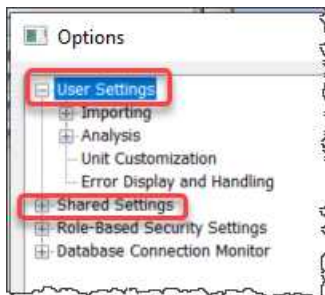 Options
User Settings
Importing
Analysis
Unit Customization
Error Display and Handling
Shared Settings
Role-Based Security Settings
Database Connection Monitor